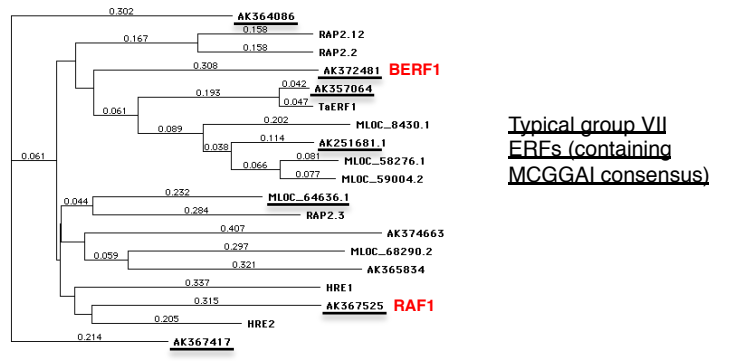 0.302
AK364086
0.158
RAP2.12
0.167
0.158
RAP2.2
0.308
AK372481 BERF1
0.042
AK357064
0.193
0.047
TaERF1
0.061
0.202
MLOC_8430.1
0.089
0.114
AK251681.1
0.038
0.081
MLOC_58276.1
0.066
0.077
MLOC_59004.2
0.061
0.232
MLOC_64636.1
0.044
0.284
RAP2.3
0.407
AK374663
0.297
MLOC_68290.2
0.059
0.321
AK365834
0.337
HRE1
0.315
AK367525 RAF1
0.205
HRE2
0.214
AK367417
Typical group VII
ERFs (containing
MCGGAI consensus)